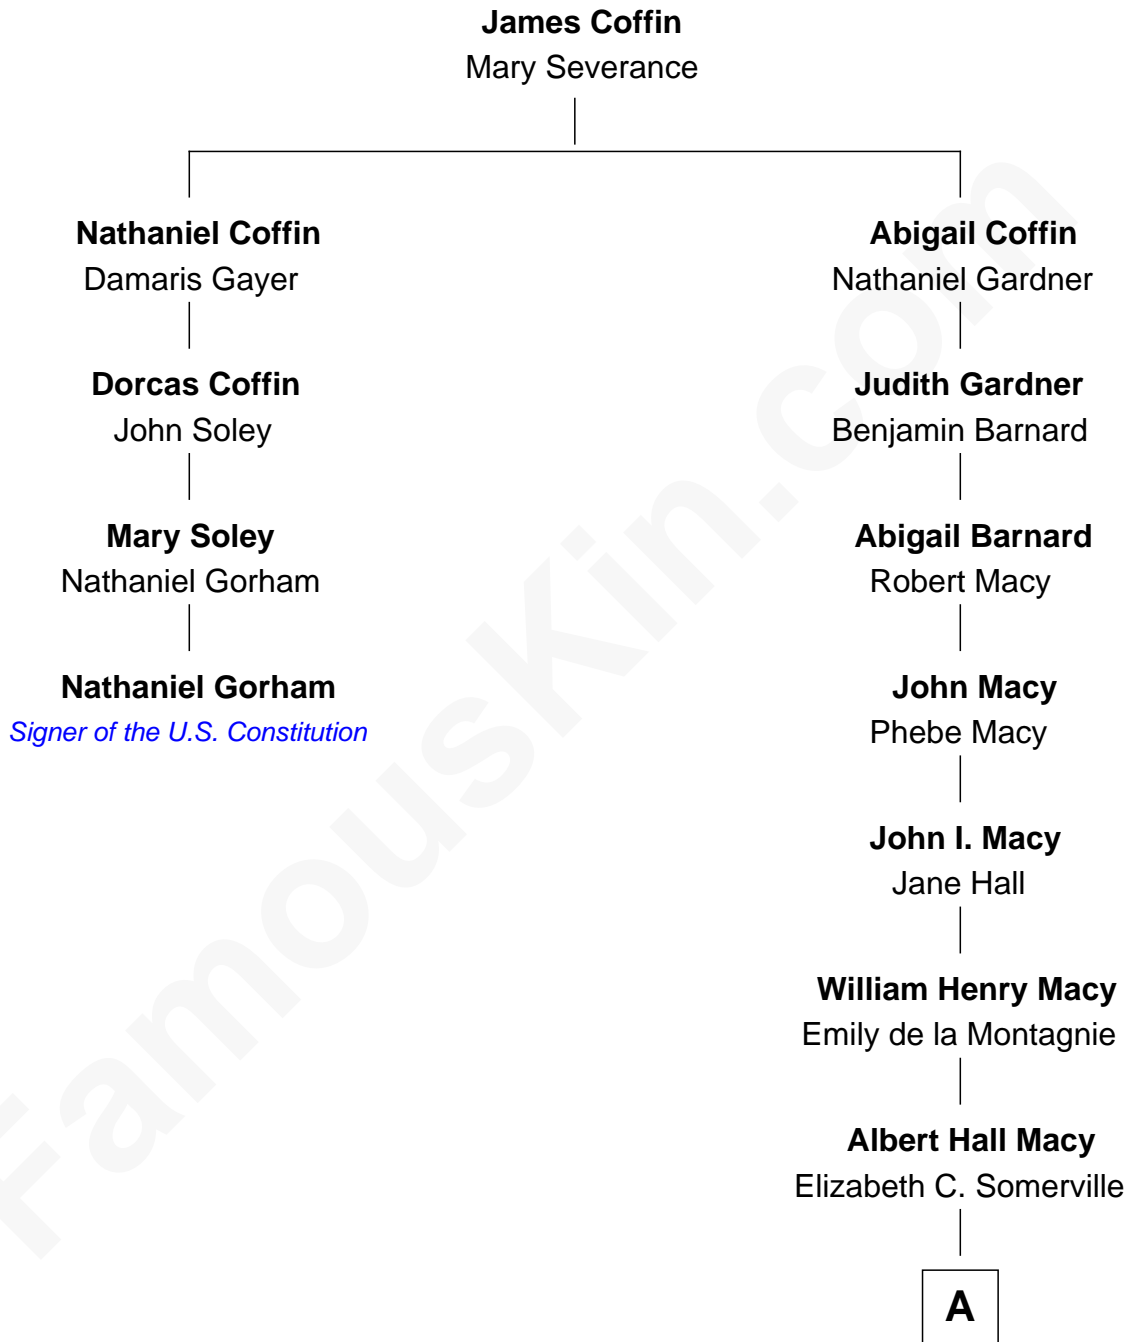 James Coffin
Mary Severance
Nathaniel Coffin
Damaris Gayer
Abigail Coffin
Nathaniel Gardner
Dorcas Coffin
John Soley
Judith Gardner
Benjamin Barnard
Mary Soley
Nathaniel Gorham
Abigail Barnard
Robert Macy
Nathaniel Gorham
Signer of the U.S. Constitution
John Macy
Phebe Macy
John I. Macy
Jane Hall
William Henry Macy
Emily de la Montagnie
Albert Hall Macy
Elizabeth C. Somerville
A
FamousKin.com